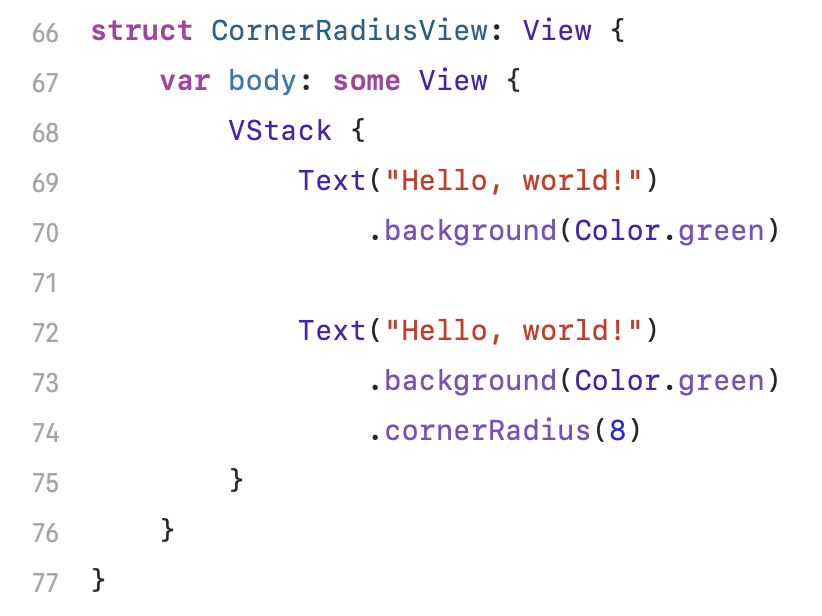 66 struct CornerRadiusView: View {
67     var body: some View {
68         VStack {
69             Text("Hello, world!")
70                 .background(Color.green)
71
72             Text("Hello, world!")
73                 .background(Color.green)
74                 .cornerRadius(8)
75         }
76     }
77 }